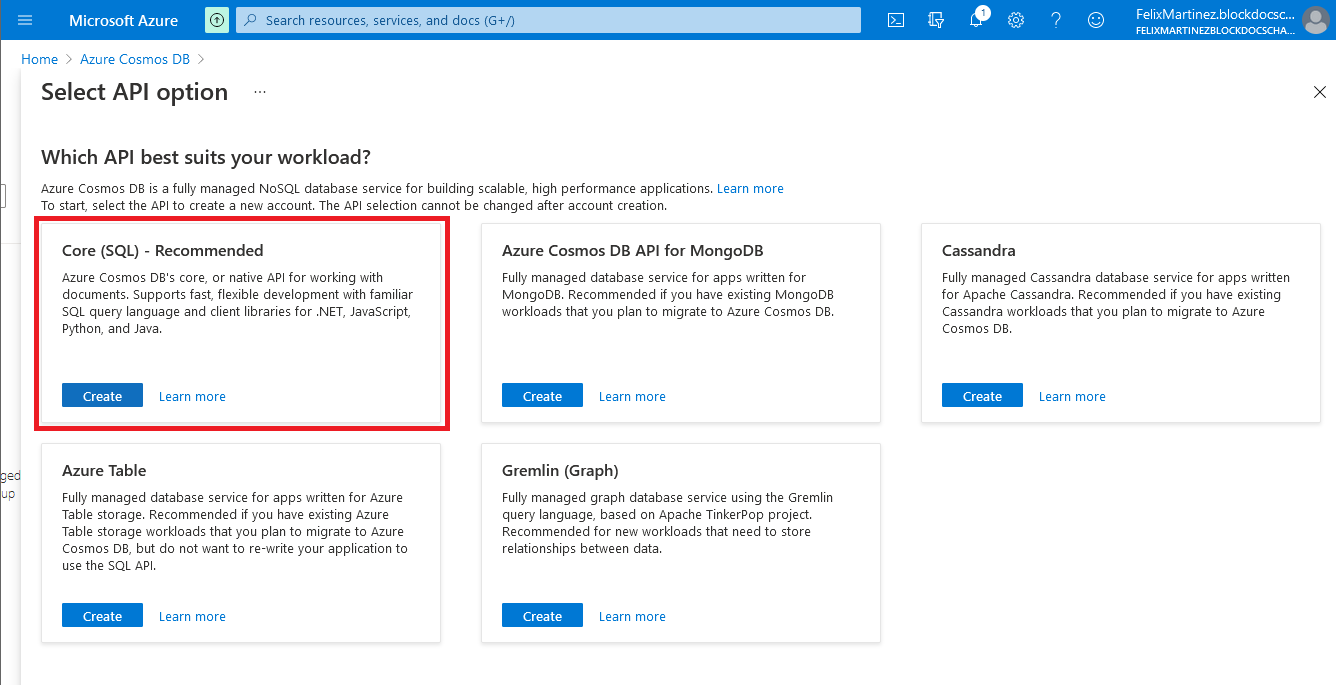 Microsoft Azure
Search resources, services, and docs (G+/)
1
FelixMartinez.blockdocsc...
FELIXMARTINEZBLOCKDOCSCHA...
Home > Azure Cosmos DB >
Select API option ...
Which API best suits your workload?
Azure Cosmos DB is a fully managed NoSQL database service for building scalable, high performance applications. Learn more
To start, select the API to create a new account. The API selection cannot be changed after account creation.
Core (SQL) - Recommended
Azure Cosmos DB's core, or native API for working with
documents. Supports fast, flexible development with familiar
SQL query language and client libraries for .NET, JavaScript,
Python, and Java.
Create Learn more
Azure Cosmos DB API for MongoDB
Fully managed database service for apps written for
MongoDB. Recommended if you have existing MongoDB
workloads that you plan to migrate to Azure Cosmos DB.
Create Learn more
Cassandra
Fully managed Cassandra database service for apps written
for Apache Cassandra. Recommended if you have existing
Cassandra workloads that you plan to migrate to Azure
Cosmos DB.
Create Learn more
ged
up
Azure Table
Fully managed database service for apps written for Azure
Table storage. Recommended if you have existing Azure
Table storage workloads that you plan to migrate to Azure
Cosmos DB, but do not want to re-write your application to
use the SQL API.
Create Learn more
Gremlin (Graph)
Fully managed graph database service using the Gremlin
query language, based on Apache TinkerPop project.
Recommended for new workloads that need to store
relationships between data.
Create Learn more